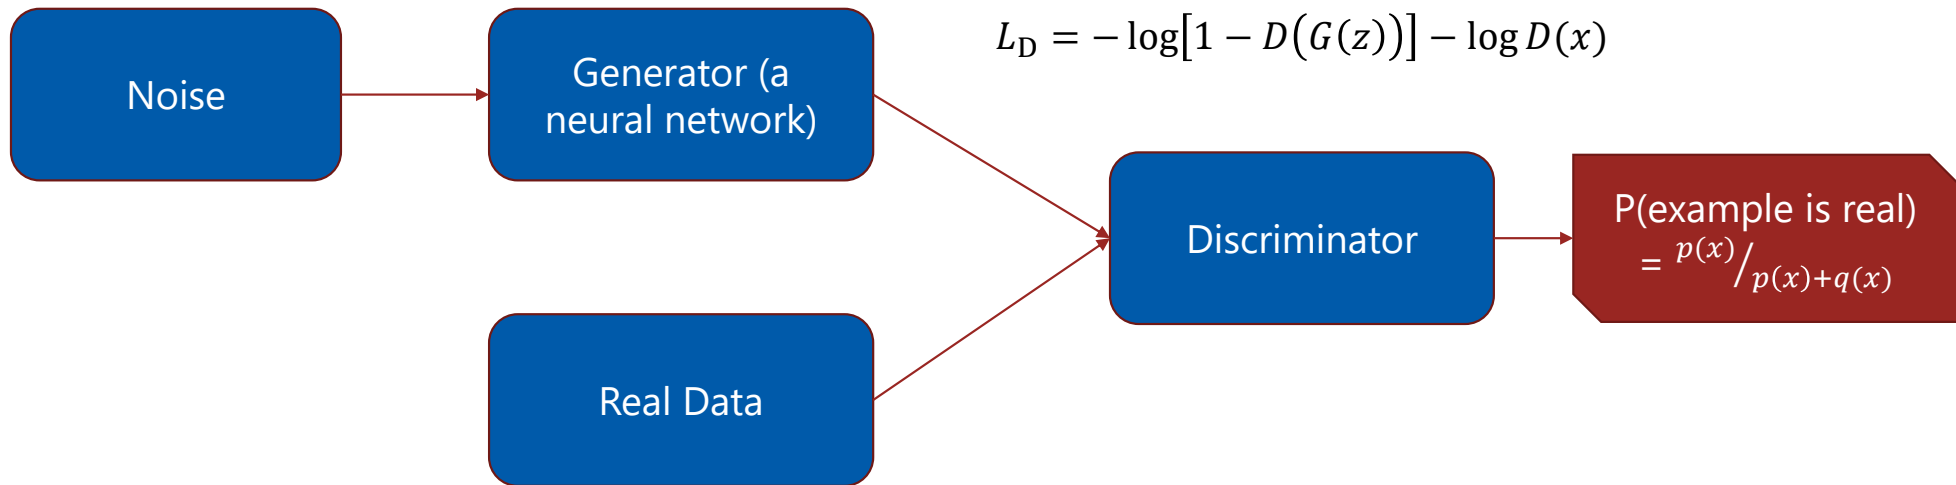 L_D = − log[1 − D(G(z))] − log D(x)
Noise
Generator (a
neural network)
Discriminator
P(example is real)
= p(x)/p(x)+q(x)
Real Data